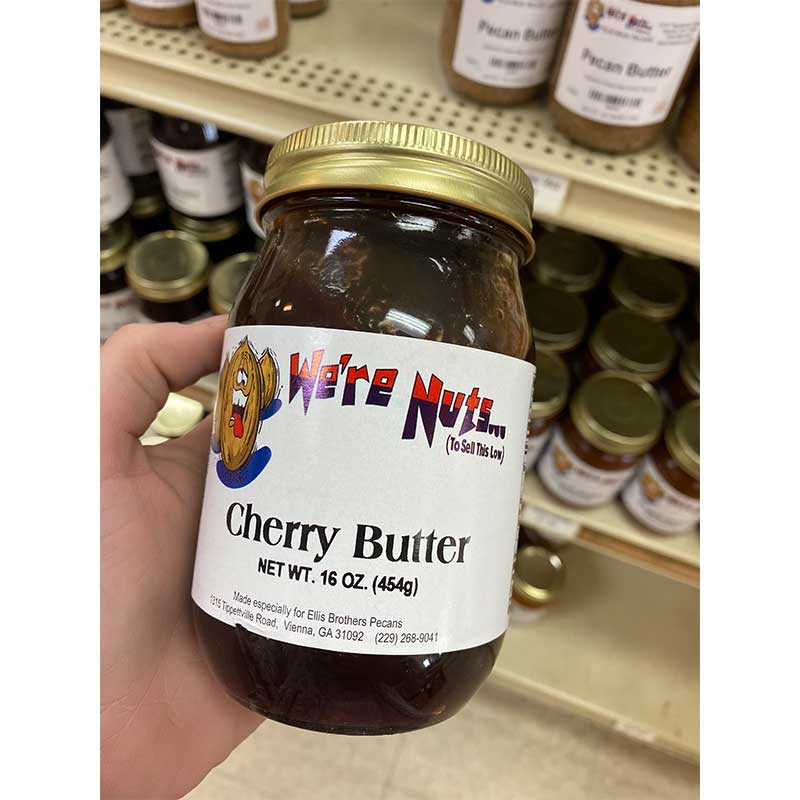 Pecan Butter
Pecan Butter
We're Nuts...
(To Sell This Low)
Cherry Butter
NET WT. 16 OZ. (454g)
Made especially for Ellis Brothers Pecans
1315 Tippettville Road, Vienna, GA 31092 (229) 268-9041